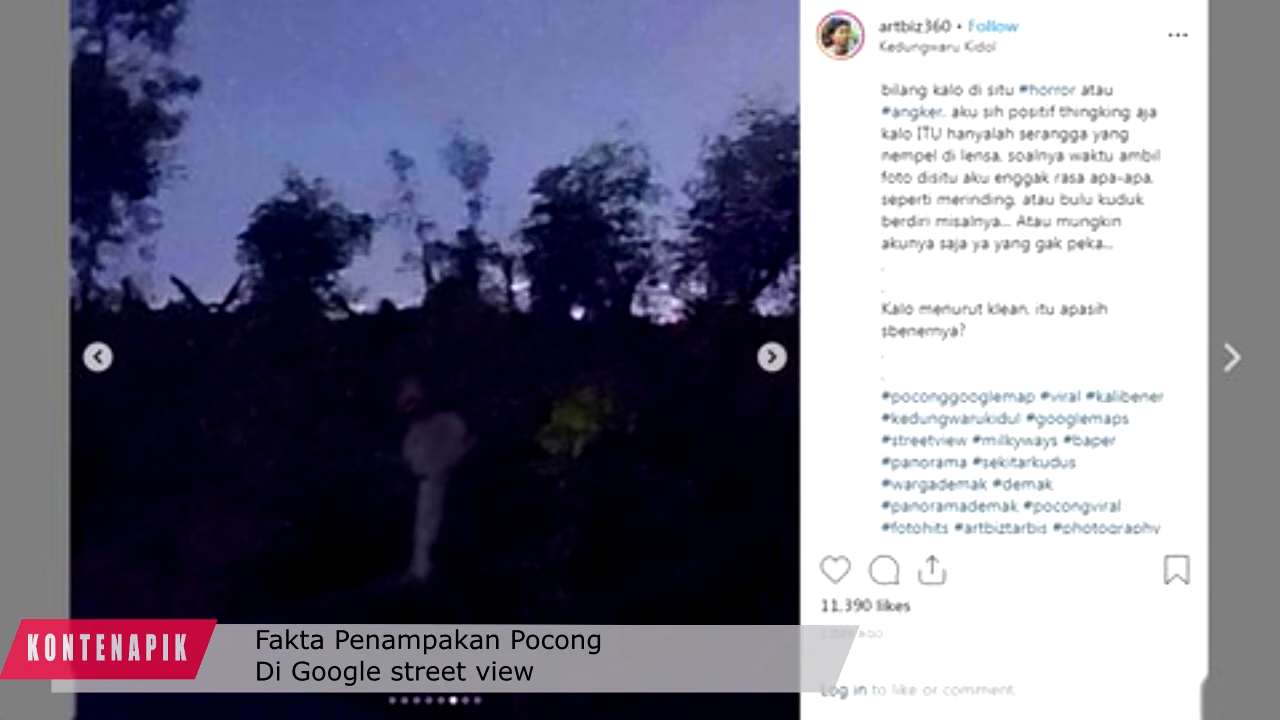 artbiz360 • Follow
Kedungwaru Kidol
bilang kalo di situ #horror atau
#angker. aku sih positif thingking aja
kalo ITU hanyalah serangga yang
nempel di lensa. soalnya waktu ambil
foto disitu aku enggak rasa apa-apa.
seperti merinding. atau bulu kuduk
berdiri misalnya... Atau mungkin
akunya saja ya yang gak peka...
.
.
Kalo menurut klean. itu apasih
sbenernya?
.
.
#poconggooglemap #viral #kalibener
#kedungwarukidul #googlemaps
#streetview #milkyways #baper
#panorama #sekitarkudus
#wargademak #demak
#panoramademak #pocongviral
#fotohits #artbiztarbis #photography
11.390 likes
ago
Log in to like or comment.
KONTENAPIK
Fakta Penampakan Pocong
Di Google street view